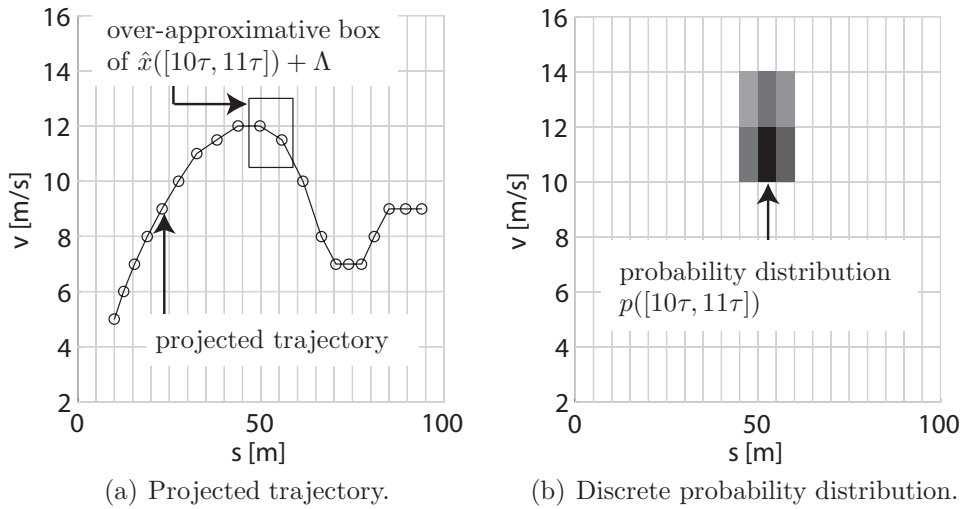 16
14
12
10
8
6
4
2
0
50
100
v [m/s]
s [m]
over-approximative box
of x̂([10τ, 11τ]) + Λ
projected trajectory
(a) Projected trajectory.
16
14
12
10
8
6
4
2
0
50
100
v [m/s]
s [m]
probability distribution
p([10τ, 11τ])
(b) Discrete probability distribution.